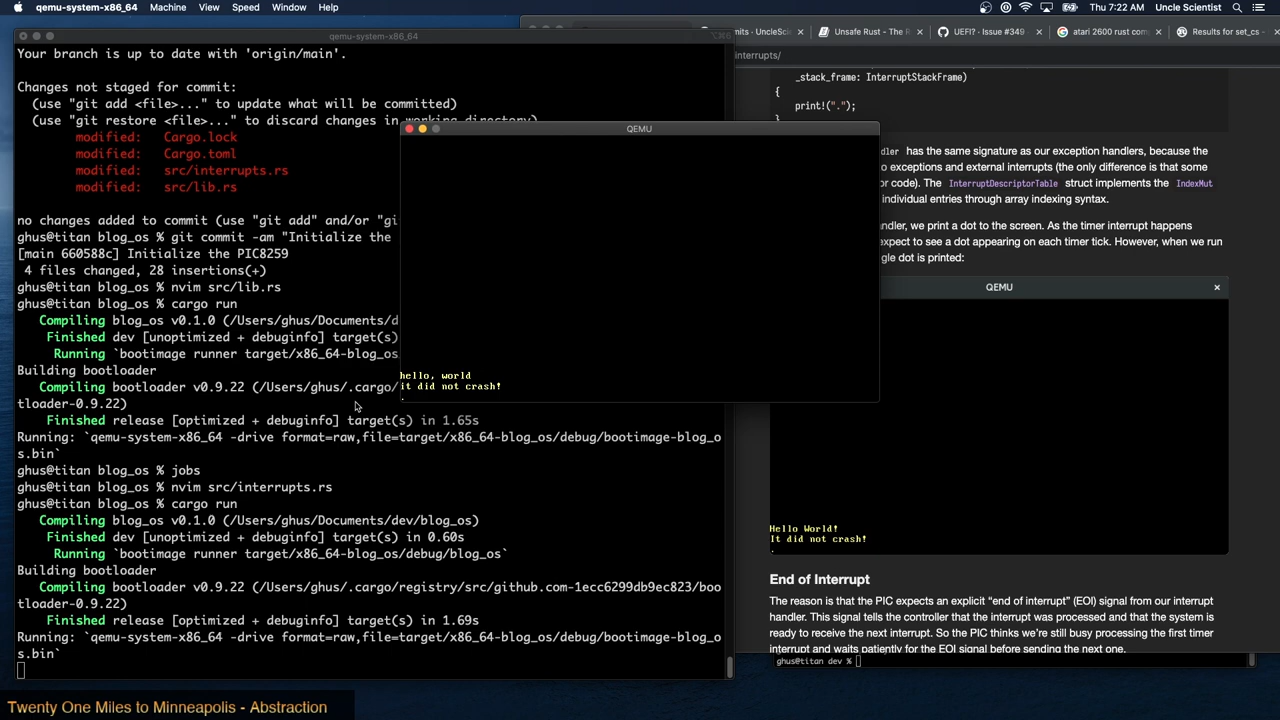 qemu-system-x86_64 Machine View Speed Window Help
Thu 7:22 AM Uncle Scientist
qemu-system-x86_64
Your branch is up to date with 'origin/main'.
Changes not staged for commit:
(use "git add <file>..." to update what will be committed)
(use "git restore <file>..." to discard changes in working directory)
modified: Cargo.lock
modified: Cargo.toml
modified: src/interrupts.rs
modified: src/lib.rs
no changes added to commit (use "git add" and/or "gi
ghus@titan blog_os % git commit -am "Initialize the
[main 660588c] Initialize the PIC8259
4 files changed, 28 insertions(+)
ghus@titan blog_os % nvim src/lib.rs
ghus@titan blog_os % cargo run
Compiling blog_os v0.1.0 (/Users/ghus/Documents/d
Finished dev [unoptimized + debuginfo] target(s)
Running `bootimage runner target/x86_64-blog_os
Building bootloader
Compiling bootloader v0.9.22 (/Users/ghus/.cargo/
tloader-0.9.22)
Finished release [optimized + debuginfo] target(s) in 1.65s
Running: `qemu-system-x86_64 -drive format=raw,file=target/x86_64-blog_os/debug/bootimage-blog_o
s.bin`
ghus@titan blog_os % jobs
ghus@titan blog_os % nvim src/interrupts.rs
ghus@titan blog_os % cargo run
Compiling blog_os v0.1.0 (/Users/ghus/Documents/dev/blog_os)
Finished dev [unoptimized + debuginfo] target(s) in 0.60s
Running `bootimage runner target/x86_64-blog_os/debug/blog_os`
Building bootloader
Compiling bootloader v0.9.22 (/Users/ghus/.cargo/registry/src/github.com-1ecc6299db9ec823/boo
tloader-0.9.22)
Finished release [optimized + debuginfo] target(s) in 1.69s
Running: `qemu-system-x86_64 -drive format=raw,file=target/x86_64-blog_os/debug/bootimage-blog_o
s.bin`
QEMU
hello, world
it did not crash!
.
mits · UncleSci × Unsafe Rust - The R × UEFI? · Issue #349 × atari 2600 rust com × Results for set_cs
interrupts/
_stack_frame: InterruptStackFrame)
{
print!(".");
}
dler has the same signature as our exception handlers, because the
o exceptions and external interrupts (the only difference is that some
or code). The InterruptDescriptorTable struct implements the IndexMut
individual entries through array indexing syntax.
andler, we print a dot to the screen. As the timer interrupt happens
expect to see a dot appearing on each timer tick. However, when we run
gle dot is printed:
QEMU ×
Hello World!
It did not crash!
.
End of Interrupt
The reason is that the PIC expects an explicit “end of interrupt” (EOI) signal from our interrupt
handler. This signal tells the controller that the interrupt was processed and that the system is
ready to receive the next interrupt. So the PIC thinks we’re still busy processing the first timer
interrupt and waits patiently for the EOI signal before sending the next one.
ghus@titan dev %
Twenty One Miles to Minneapolis - Abstraction